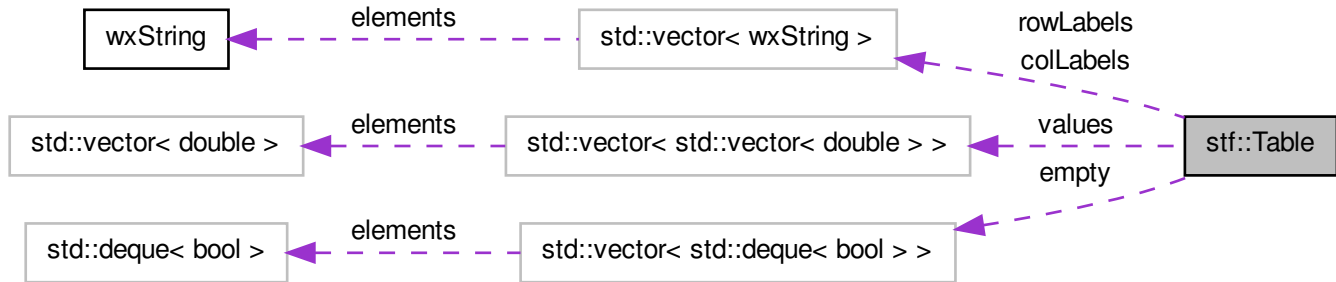 wxString
elements
std::vector< wxString >
rowLabels
colLabels
std::vector< double >
elements
std::vector< std::vector< double > >
values
stf::Table
empty
std::deque< bool >
elements
std::vector< std::deque< bool > >